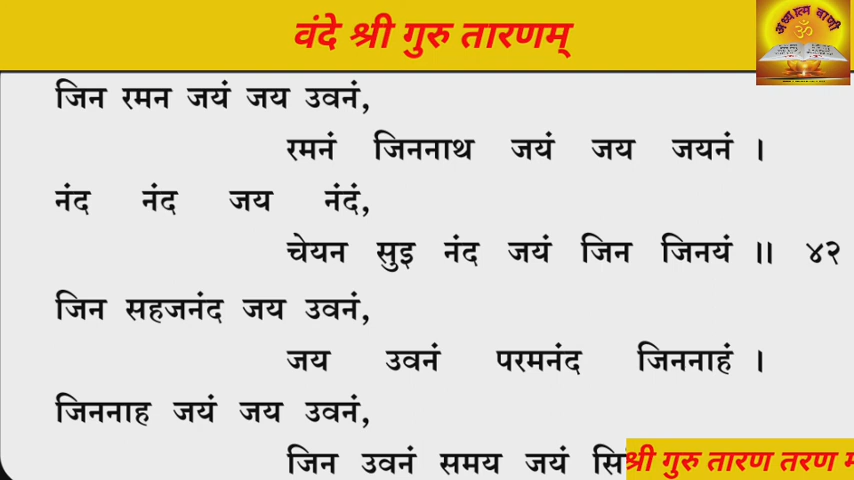 वंदे श्री गुरु तारणम्
अध्यात्म वाणी
जिन रमन जयं जय उवनं,
रमनं जिननाथ जयं जय जयनं ।
नंद नंद जय नंदं,
चेयन सुइ नंद जयं जिन जिनयं ॥ ४२
जिन सहजनंद जय उवनं,
जय उवनं परमनंद जिननाहं ।
जिननाह जयं जय उवनं,
जिन उवनं समय जयं
श्री गुरु तारण तरण